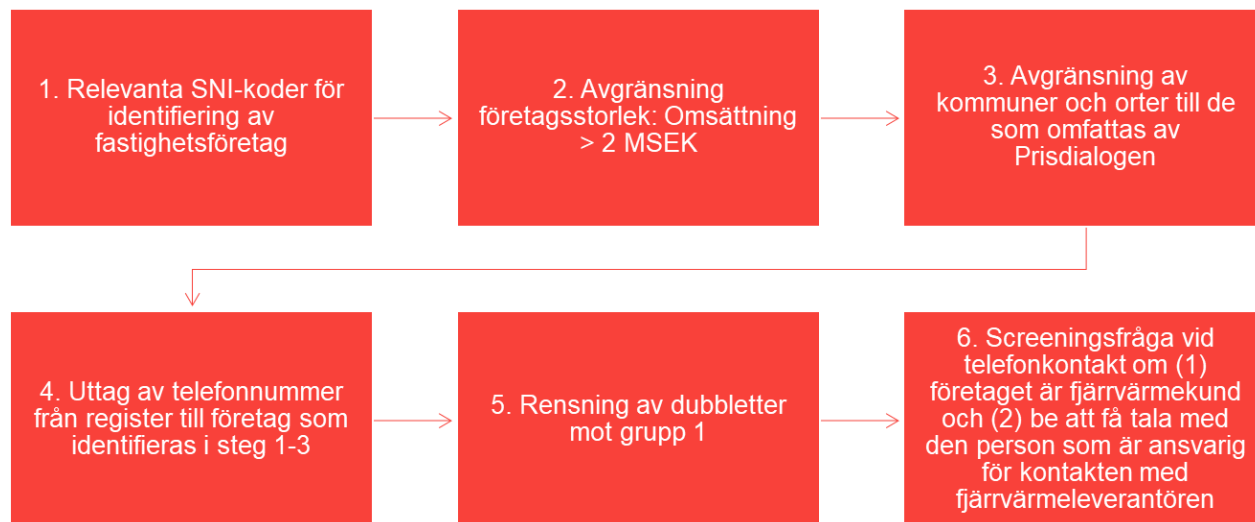 1. Relevanta SNI-koder för
identifiering av
fastighetsföretag
2. Avgränsning
företagsstorlek: Omsättning
> 2 MSEK
3. Avgränsning av
kommuner och orter till de
som omfattas av
Prisdialogen
4. Uttag av telefonnummer
från register till företag som
identifieras i steg 1-3
5. Rensning av dubbletter
mot grupp 1
6. Screeningsfråga vid
telefonkontakt om (1)
företaget är fjärrvärmekund
och (2) be att få tala med
den person som är ansvarig
för kontakten med
fjärrvärmeleverantören